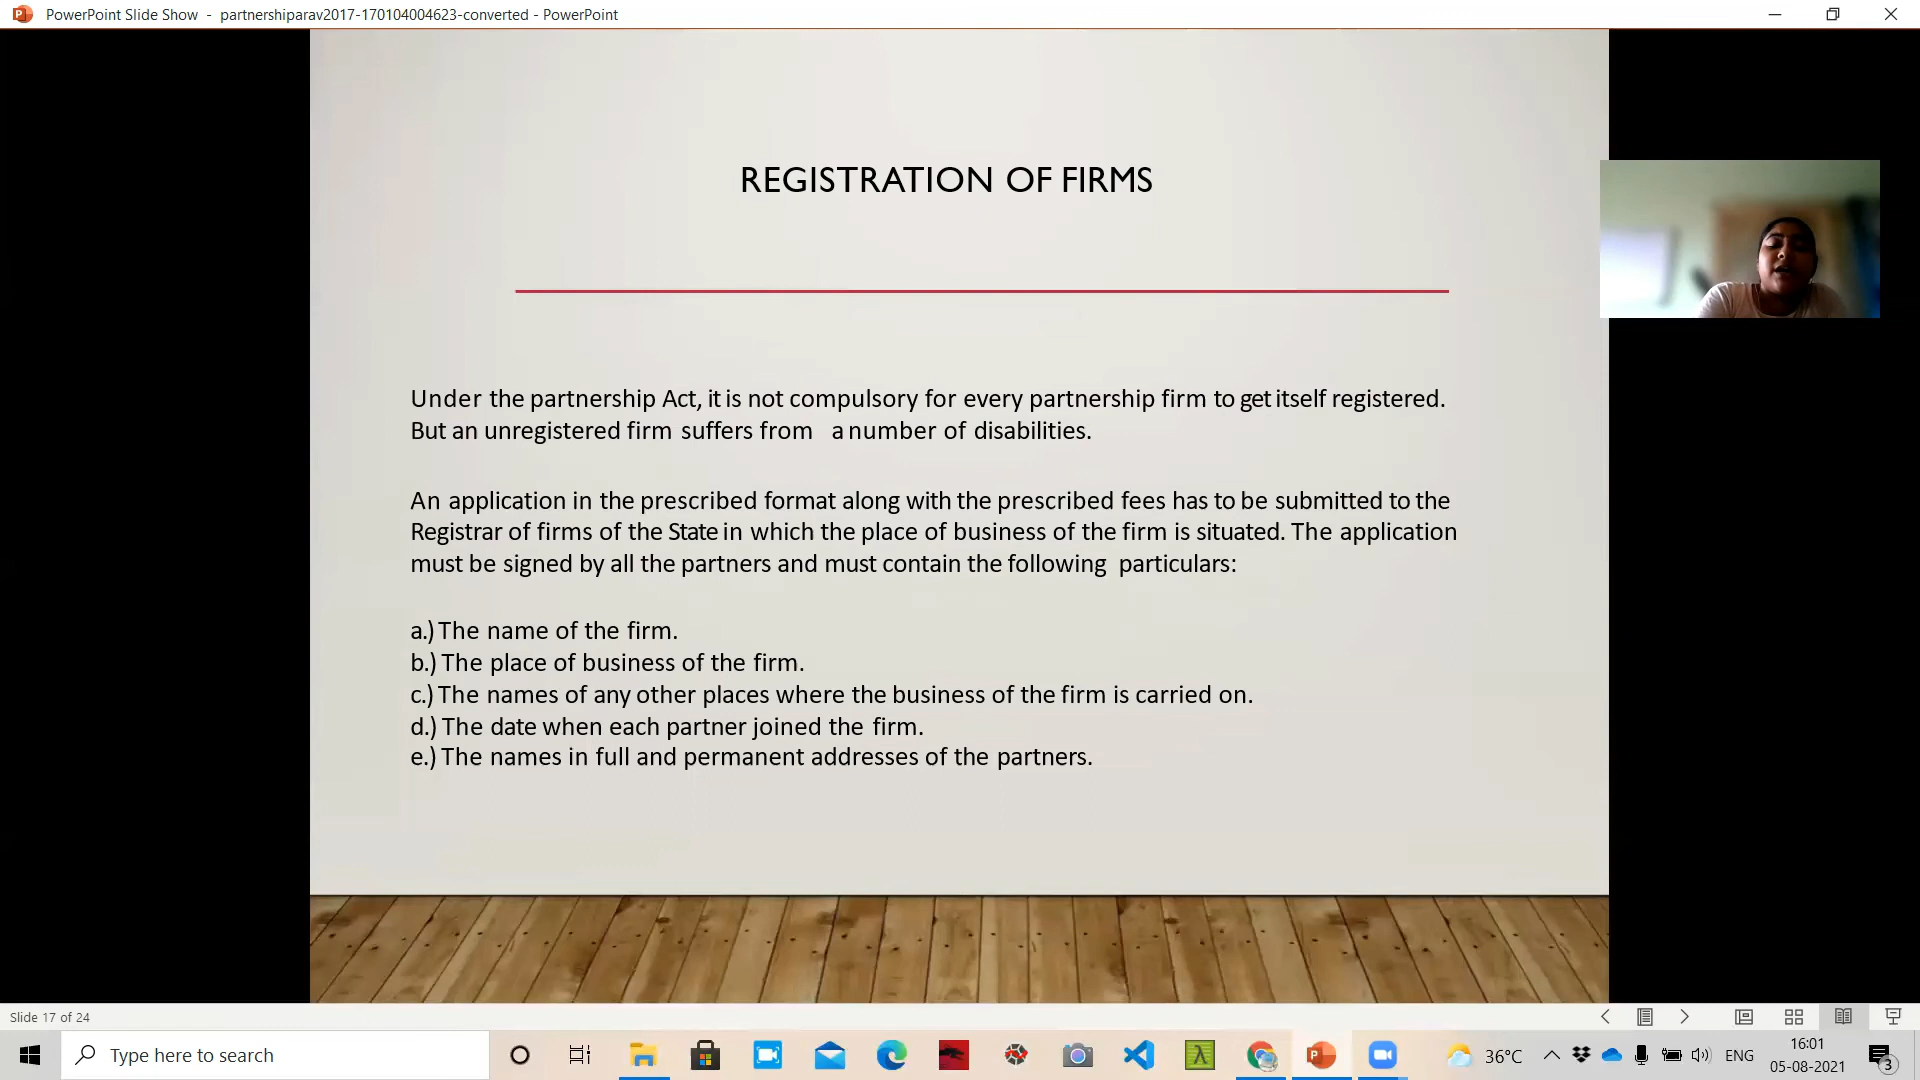 PowerPoint Slide Show - partnershiparav2017-170104004623-converted - PowerPoint
REGISTRATION OF FIRMS
Under the partnership Act, it is not compulsory for every partnership firm to get itself registered.
But an unregistered firm suffers from a number of disabilities.
An application in the prescribed format along with the prescribed fees has to be submitted to the
Registrar of firms of the State in which the place of business of the firm is situated. The application
must be signed by all the partners and must contain the following particulars:
a.) The name of the firm.
b.) The place of business of the firm.
c.) The names of any other places where the business of the firm is carried on.
d.) The date when each partner joined the firm.
e.) The names in full and permanent addresses of the partners.
Slide 17 of 24
Type here to search
36°C
ENG
16:01
05-08-2021
3